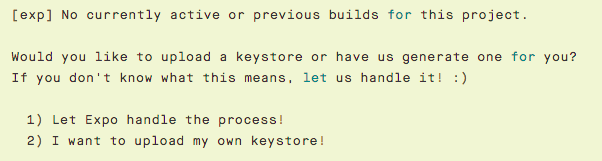 [exp] No currently active or previous builds for this project.
Would you like to upload a keystore or have us generate one for you?
If you don't know what this means, let us handle it! :)
1) Let Expo handle the process!
2) I want to upload my own keystore!